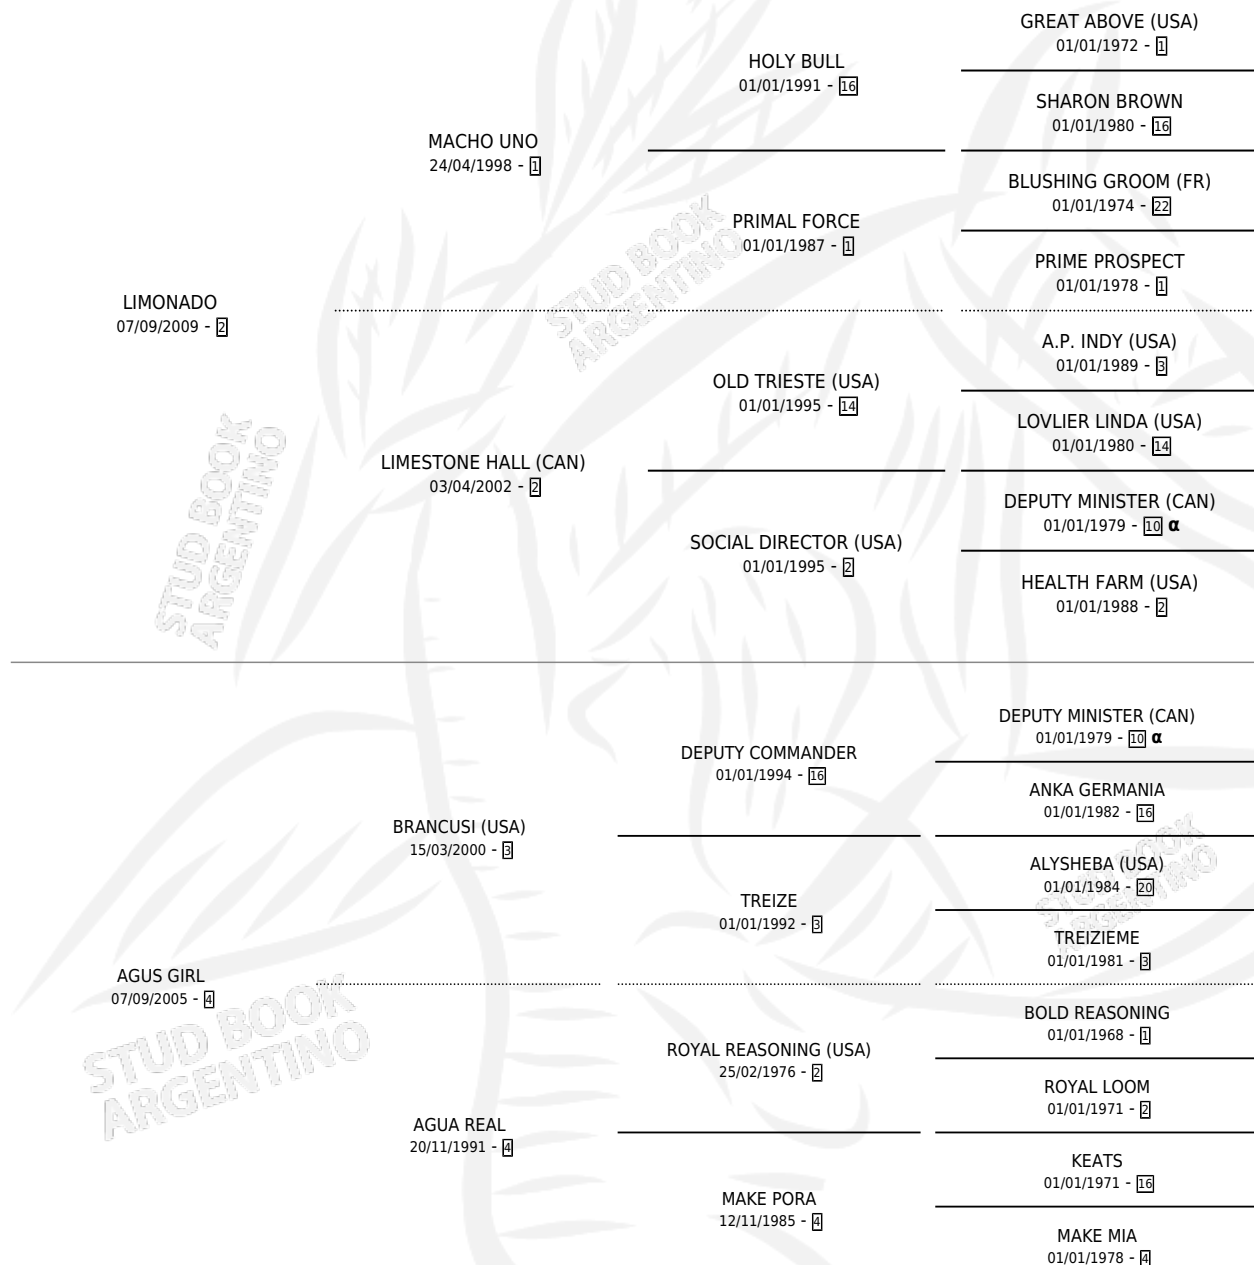 GREAT ABOVE (USA)
01/01/1972 - 1
HOLY BULL
01/01/1991 - 16
SHARON BROWN
01/01/1980 - 16
MACHO UNO
24/04/1998 - 1
BLUSHING GROOM (FR)
01/01/1974 - 22
PRIMAL FORCE
01/01/1987 - 1
PRIME PROSPECT
01/01/1978 - 1
LIMONADO
07/09/2009 - 2
A.P. INDY (USA)
01/01/1989 - 3
OLD TRIESTE (USA)
01/01/1995 - 14
LOVLIER LINDA (USA)
01/01/1980 - 14
LIMESTONE HALL (CAN)
03/04/2002 - 2
DEPUTY MINISTER (CAN)
01/01/1979 - 10 α
SOCIAL DIRECTOR (USA)
01/01/1995 - 2
HEALTH FARM (USA)
01/01/1988 - 2
STUD BOOK
ARGENTINO
STUD BOOK
ARGENTINO
DEPUTY MINISTER (CAN)
01/01/1979 - 10 α
DEPUTY COMMANDER
01/01/1994 - 16
ANKA GERMANIA
01/01/1982 - 16
BRANCUSI (USA)
15/03/2000 - 3
ALYSHEBA (USA)
01/01/1984 - 20
TREIZE
01/01/1992 - 3
TREIZIEME
01/01/1981 - 3
AGUS GIRL
07/09/2005 - 4
BOLD REASONING
01/01/1968 - 1
ROYAL REASONING (USA)
25/02/1976 - 2
ROYAL LOOM
01/01/1971 - 2
AGUA REAL
20/11/1991 - 4
KEATS
01/01/1971 - 16
MAKE PORA
12/11/1985 - 4
MAKE MIA
01/01/1978 - 4
STUD BOOK
ARGENTINO
STUD BOOK
ARGENTINO